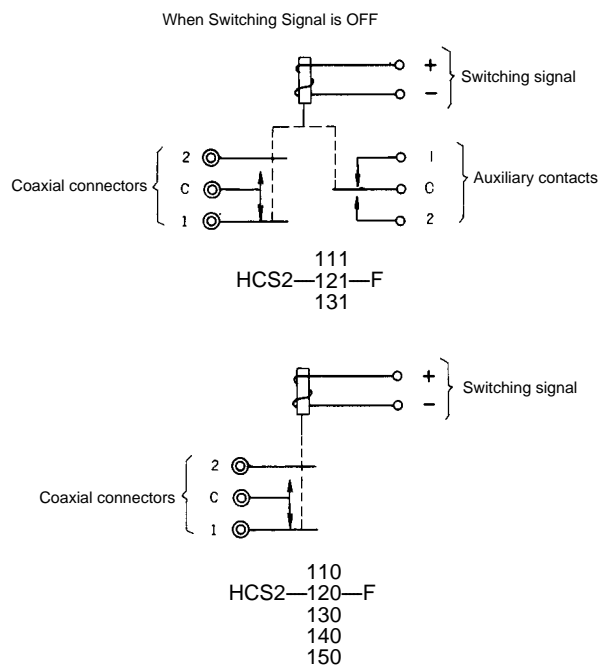 When Switching Signal is OFF
+
Switching signal
−
2
1
Coaxial connectors
C
C
Auxiliary contacts
1
2
111
HCS2—121—F
131
+
Switching signal
−
2
Coaxial connectors
C
1
110
HCS2—120—F
130
140
150